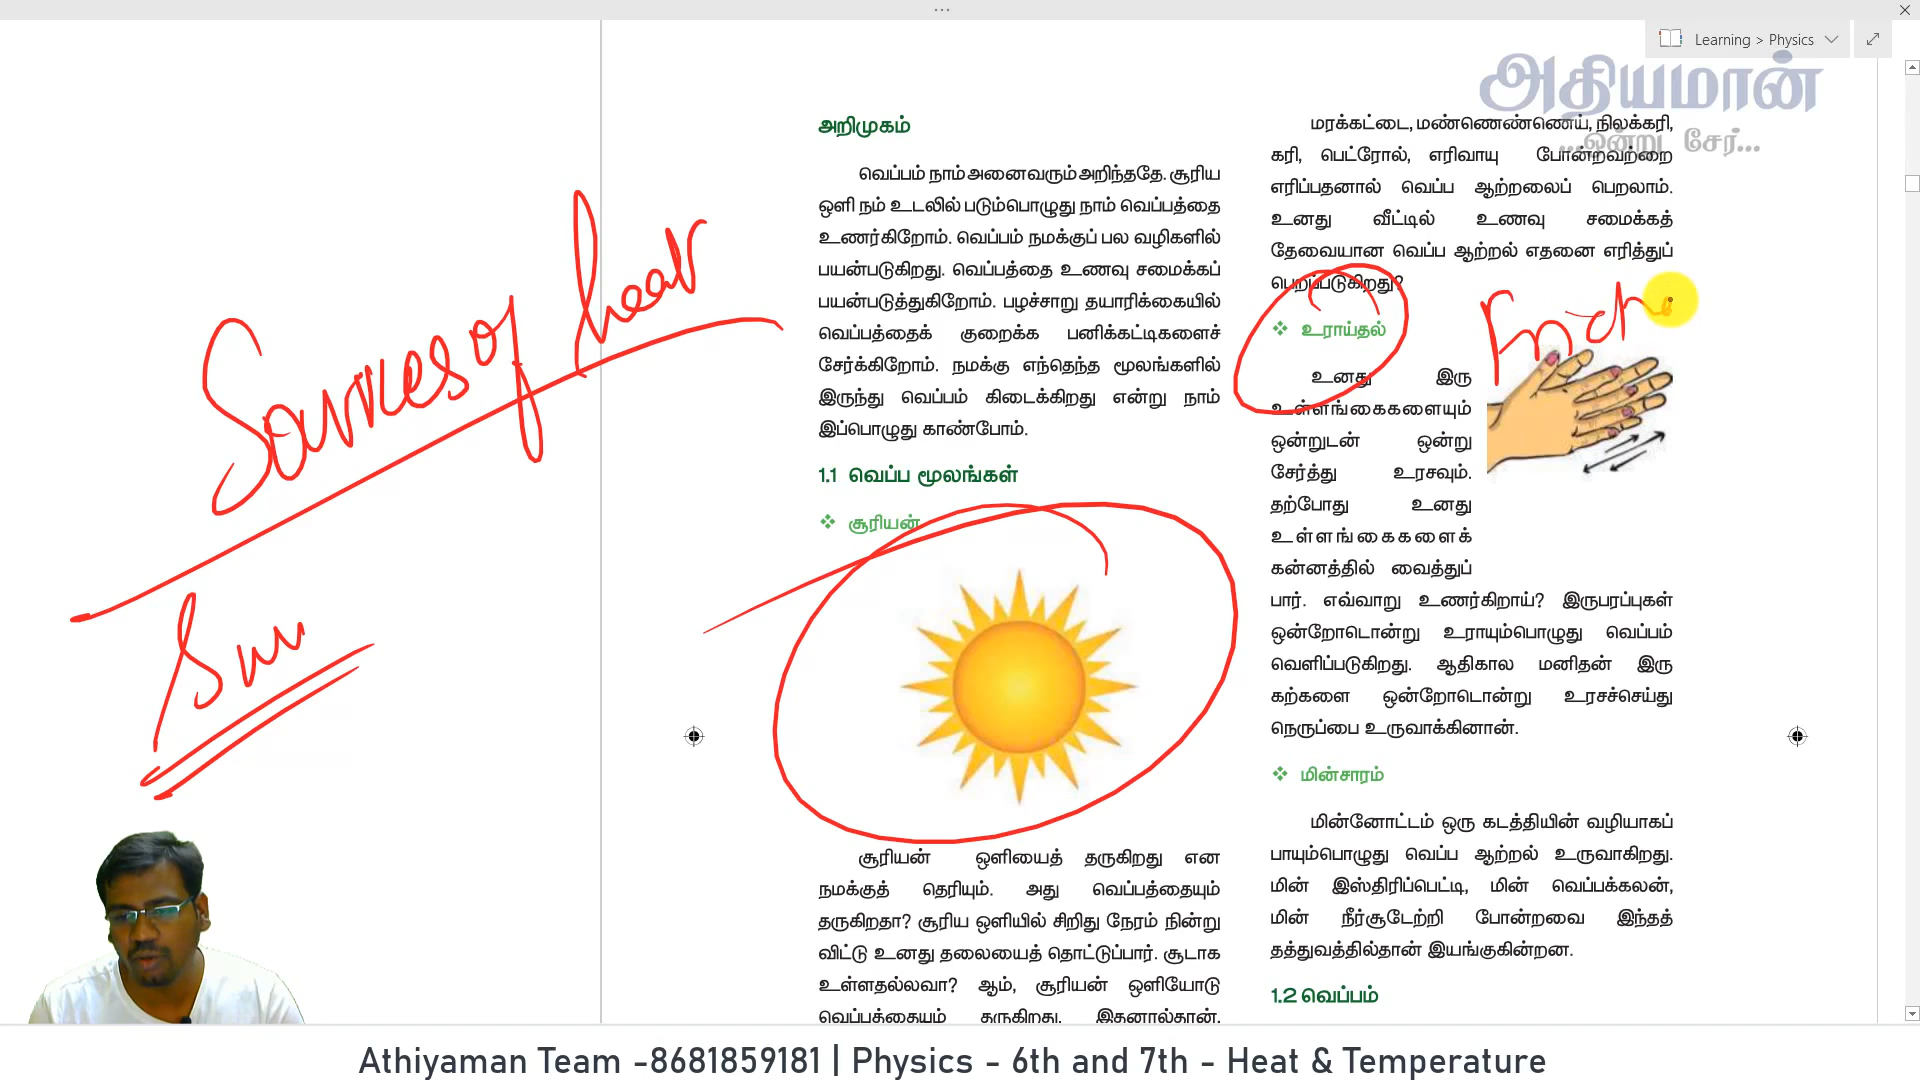 Learning > Physics
அதியமான்
...ஒன்று சேர்...
Sources of heat
Sun
அறிமுகம்
வெப்பம் நாம் அனைவரும் அறிந்ததே. சூரிய
ஒளி நம் உடலில் படும்பொழுது நாம் வெப்பத்தை
உணர்கிறோம். வெப்பம் நமக்குப் பல வழிகளில்
பயன்படுகிறது. வெப்பத்தை உணவு சமைக்கப்
பயன்படுத்துகிறோம். பழச்சாறு தயாரிக்கையில்
வெப்பத்தைக் குறைக்க பனிக்கட்டிகளைச்
சேர்க்கிறோம். நமக்கு எந்தெந்த மூலங்களில்
இருந்து வெப்பம் கிடைக்கிறது என்று நாம்
இப்பொழுது காண்போம்.
1.1 வெப்ப மூலங்கள்
❖ சூரியன்
சூரியன் ஒளியைத் தருகிறது என
நமக்குத் தெரியும். அது வெப்பத்தையும்
தருகிறதா? சூரிய ஒளியில் சிறிது நேரம் நின்று
விட்டு உனது தலையைத் தொட்டுப்பார். சூடாக
உள்ளதல்லவா? ஆம், சூரியன் ஒளியோடு
வெப்பத்தையும் தருகிறது. இதனால்தான்,
மரக்கட்டை, மண்ணெண்ணெய், நிலக்கரி,
கரி, பெட்ரோல், எரிவாயு போன்றவற்றை
எரிப்பதனால் வெப்ப ஆற்றலைப் பெறலாம்.
உனது வீட்டில் உணவு சமைக்கத்
தேவையான வெப்ப ஆற்றல் எதனை எரித்துப்
பெறப்படுகிறது?
❖ உராய்தல்
உனது இரு
உள்ளங்கைகளையும்
ஒன்றுடன் ஒன்று
சேர்த்து உரசவும்.
தற்போது உனது
உள்ளங்கைகளைக்
கன்னத்தில் வைத்துப்
பார். எவ்வாறு உணர்கிறாய்? இருபரப்புகள்
ஒன்றோடொன்று உராயும்பொழுது வெப்பம்
வெளிப்படுகிறது. ஆதிகால மனிதன் இரு
கற்களை ஒன்றோடொன்று உரசச்செய்து
நெருப்பை உருவாக்கினான்.
❖ மின்சாரம்
மின்னோட்டம் ஒரு கடத்தியின் வழியாகப்
பாயும்பொழுது வெப்ப ஆற்றல் உருவாகிறது.
மின் இஸ்திரிப்பெட்டி, மின் வெப்பக்கலன்,
மின் நீர்சூடேற்றி போன்றவை இந்தத்
தத்துவத்தில்தான் இயங்குகின்றன.
1.2 வெப்பம்
Athiyaman Team -8681859181 | Physics - 6th and 7th - Heat & Temperature